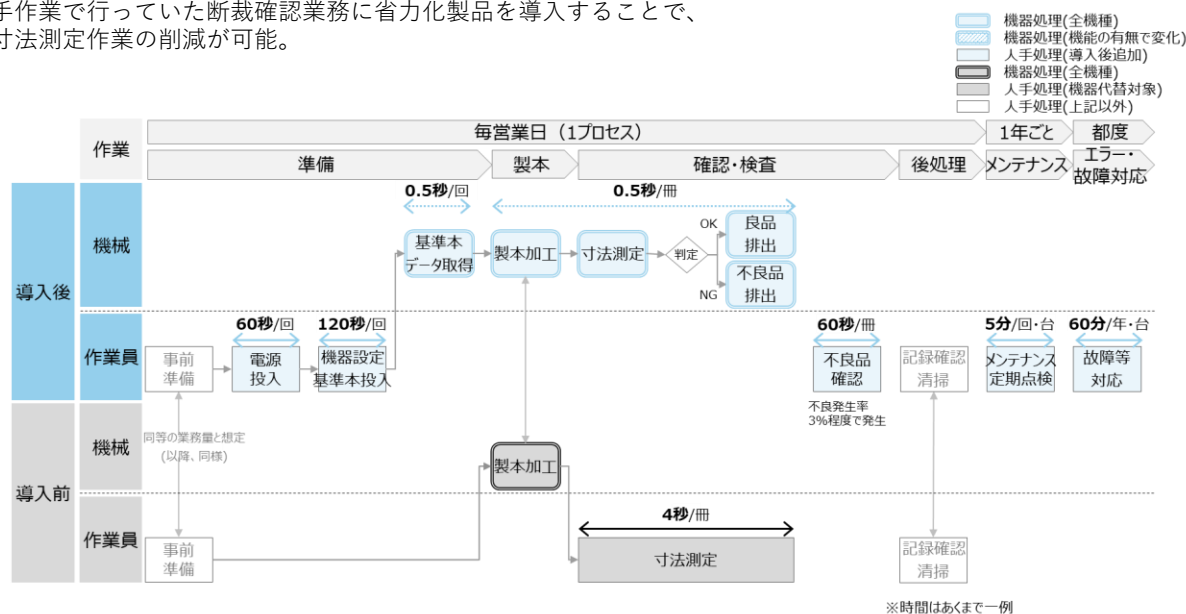 手作業で行っていた断裁確認業務に省力化製品を導入することで、
寸法測定作業の削減が可能。
機器処理(全機種)
機器処理(機能の有無で変化)
人手処理(導入後追加)
機器処理(全機種)
人手処理(機器代替対象)
人手処理(上記以外)
作業
毎営業日（1プロセス）
1年ごと
都度
準備
製本
確認・検査
後処理
メンテナンス
エラー・
故障対応
導入後
機械
0.5秒/回
0.5秒/冊
基準本
データ取得
製本加工
寸法測定
判定
OK
良品
排出
NG
不良品
排出
作業員
60秒/回
120秒/回
60秒/冊
5分/回・台
60分/年・台
事前
準備
電源
投入
機器設定
基準本投入
不良品
確認
記録確認
清掃
メンテナンス
定期点検
故障等
対応
不良発生率
3%程度で発生
導入前
機械
同等の業務量と想定
(以降、同様)
製本加工
作業員
4秒/冊
事前
準備
寸法測定
記録確認
清掃
※時間はあくまで一例